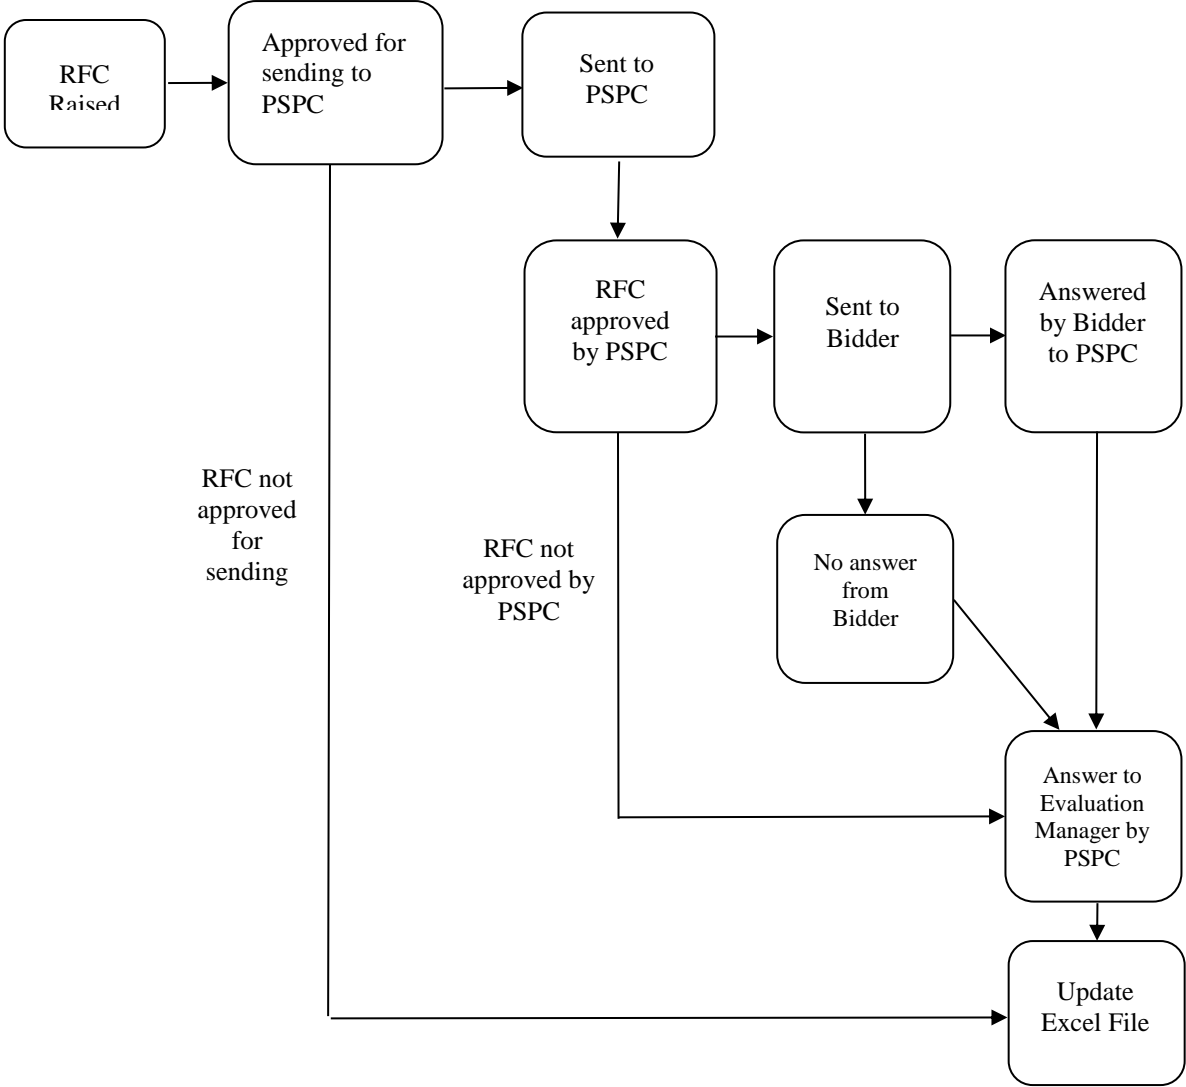 RFC
Raised
Approved for
sending to
PSPC
Sent to
PSPC
RFC
approved
by PSPC
Sent to
Bidder
Answered
by Bidder
to PSPC
RFC not
approved
for
sending
RFC not
approved by
PSPC
No answer
from
Bidder
Answer to
Evaluation
Manager by
PSPC
Update
Excel File